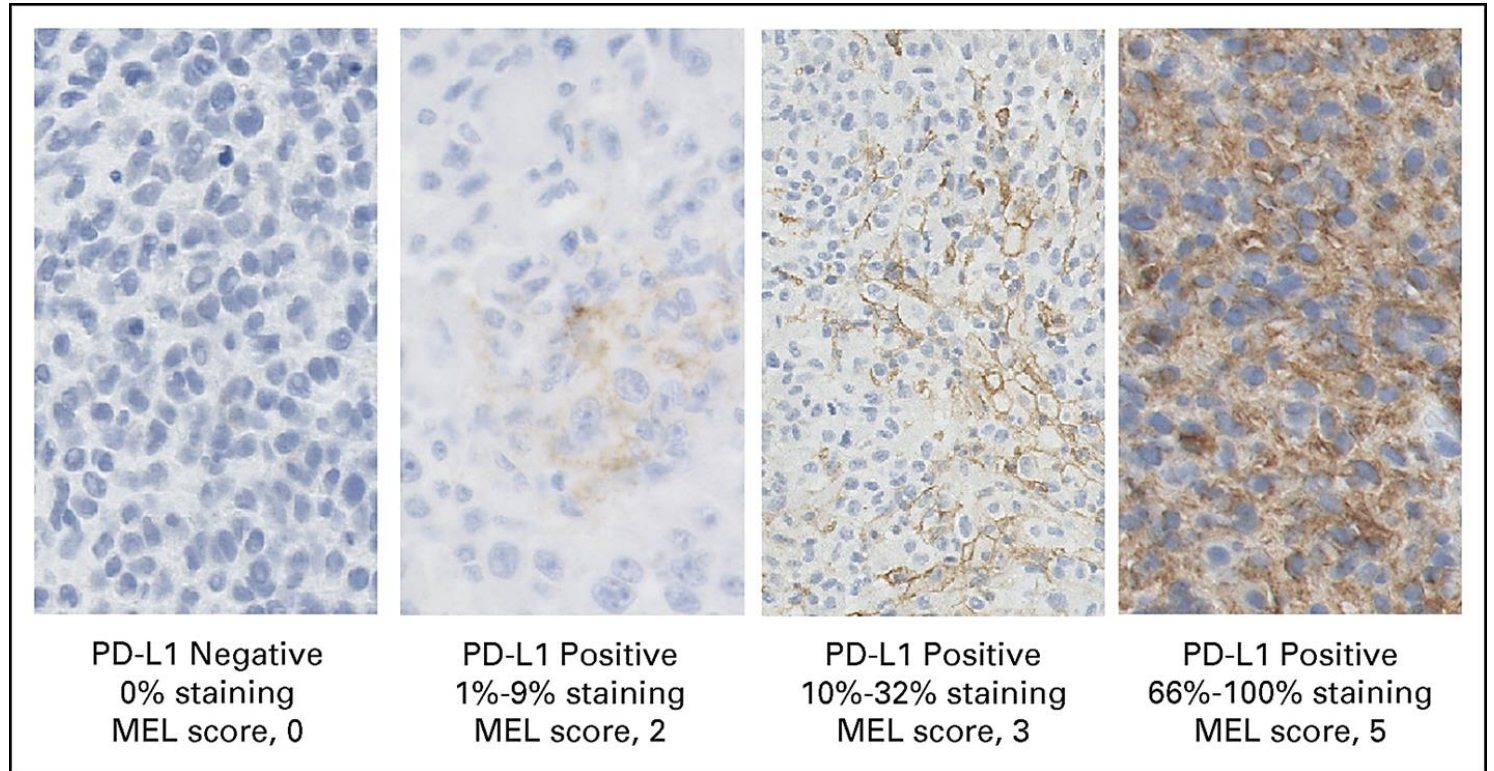 PD-L1 Negative
0% staining
MEL score, 0
PD-L1 Positive
1%-9% staining
MEL score, 2
PD-L1 Positive
10%-32% staining
MEL score, 3
PD-L1 Positive
66%-100% staining
MEL score, 5